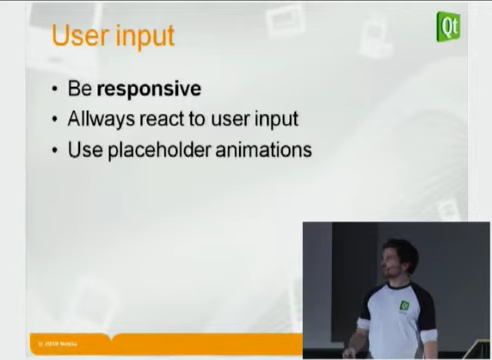 User input
Qt
• Be responsive
• Allways react to user input
• Use placeholder animations